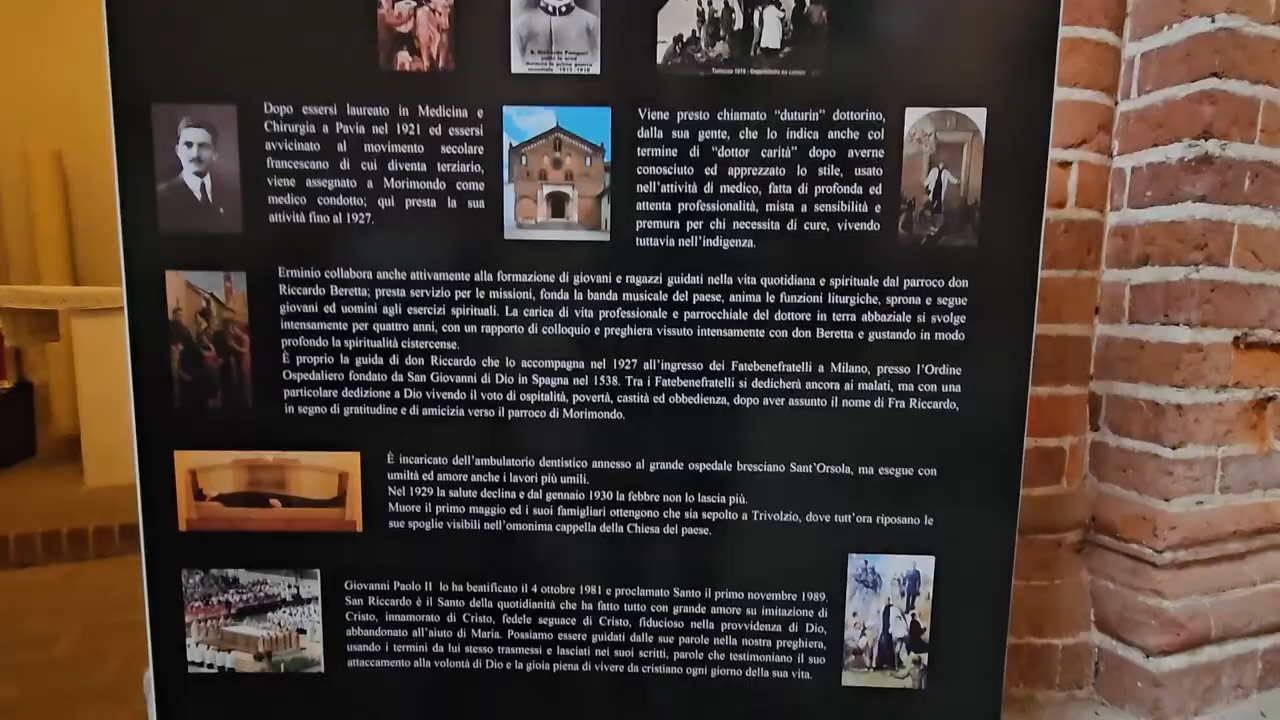 S. Riccardo Pampuri
durante la prima guerra
mondiale - 1917-1918
Dopo essersi laureato in Medicina e
Chirurgia a Pavia nel 1921 ed essersi
avvicinato al movimento secolare
francescano di cui diventa terziario,
viene assegnato a Morimondo come
medico condotto; qui presta la sua
attività fino al 1927.
Viene presto chiamato “duturin” dottorino,
dalla sua gente, che lo indica anche col
termine di “dottor carità” dopo averne
conosciuto ed apprezzato lo stile, usato
nell’attività di medico, fatta di profonda ed
attenta professionalità, mista a sensibilità e
premura per chi necessita di cure, vivendo
tuttavia nell’indigenza.
Erminio collabora anche attivamente alla formazione di giovani e ragazzi guidati nella vita quotidiana e spirituale dal parroco don
Riccardo Beretta; presta servizio per le missioni, fonda la banda musicale del paese, anima le funzioni liturgiche, sprona e segue
giovani ed uomini agli esercizi spirituali. La carica di vita professionale e parrocchiale del dottore in terra abbaziale si svolge
intensamente per quattro anni, con un rapporto di colloquio e preghiera vissuto intensamente con don Beretta e gustando in modo
profondo la spiritualità cistercense.
È proprio la guida di don Riccardo che lo accompagna nel 1927 all’ingresso dei Fatebenefratelli a Milano, presso l’Ordine
Ospedaliero fondato da San Giovanni di Dio in Spagna nel 1538. Tra i Fatebenefratelli si dedicherà ancora ai malati, ma con una
particolare dedizione a Dio vivendo il voto di ospitalità, povertà, castità ed obbedienza, dopo aver assunto il nome di Fra Riccardo,
in segno di gratitudine e di amicizia verso il parroco di Morimondo.
È incaricato dell’ambulatorio dentistico annesso al grande ospedale bresciano Sant’Orsola, ma esegue con
umiltà ed amore anche i lavori più umili.
Nel 1929 la salute declina e dal gennaio 1930 la febbre non lo lascia più.
Muore il primo maggio ed i suoi famigliari ottengono che sia sepolto a Trivolzio, dove tutt’ora riposano le
sue spoglie visibili nell’omonima cappella della Chiesa del paese.
Giovanni Paolo II lo ha beatificato il 4 ottobre 1981 e proclamato Santo il primo novembre 1989.
San Riccardo è il Santo della quotidianità che ha fatto tutto con grande amore su imitazione di
Cristo, innamorato di Cristo, fedele seguace di Cristo, fiducioso nella provvidenza di Dio,
abbandonato all’aiuto di Maria. Possiamo essere guidati dalle sue parole nella nostra preghiera,
usando i termini da lui stesso trasmessi e lasciati nei suoi scritti, parole che testimoniano il suo
attaccamento alla volontà di Dio e la gioia piena di vivere da cristiano ogni giorno della sua vita.